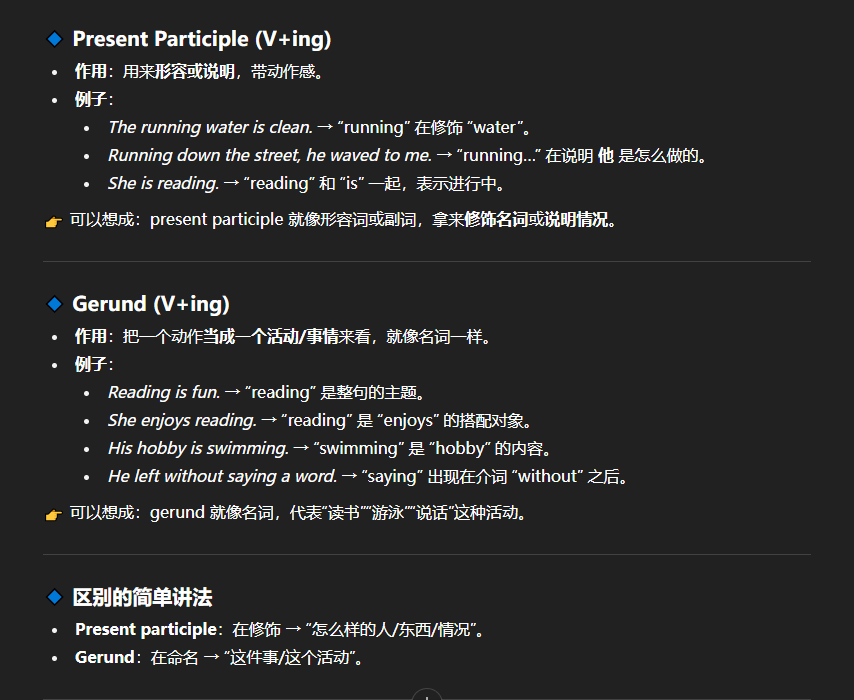 Present Participle (V+ing)
作用：用来形容或说明，带动作感。
例子：
The running water is clean. → “running” 在修饰 “water”。
Running down the street, he waved to me. → “running...” 在说明 他 是怎么做的。
She is reading. → “reading” 和 “is” 一起，表示进行中。
👉 可以想成：present participle 就像形容词或副词，拿来修饰名词或说明情况。
Gerund (V+ing)
作用：把一个动作当成一个活动/事情来看，就像名词一样。
例子：
Reading is fun. → “reading” 是整句的主题。
She enjoys reading. → “reading” 是 “enjoys” 的搭配对象。
His hobby is swimming. → “swimming” 是 “hobby” 的内容。
He left without saying a word. → “saying” 出现在介词 “without” 之后。
👉 可以想成：gerund 就像名词，代表“读书”“游泳”“说话”这种活动。
区别的简单讲法
Present participle：在修饰 → “怎么样的人/东西/情况”。
Gerund：在命名 → “这件事/这个活动”。